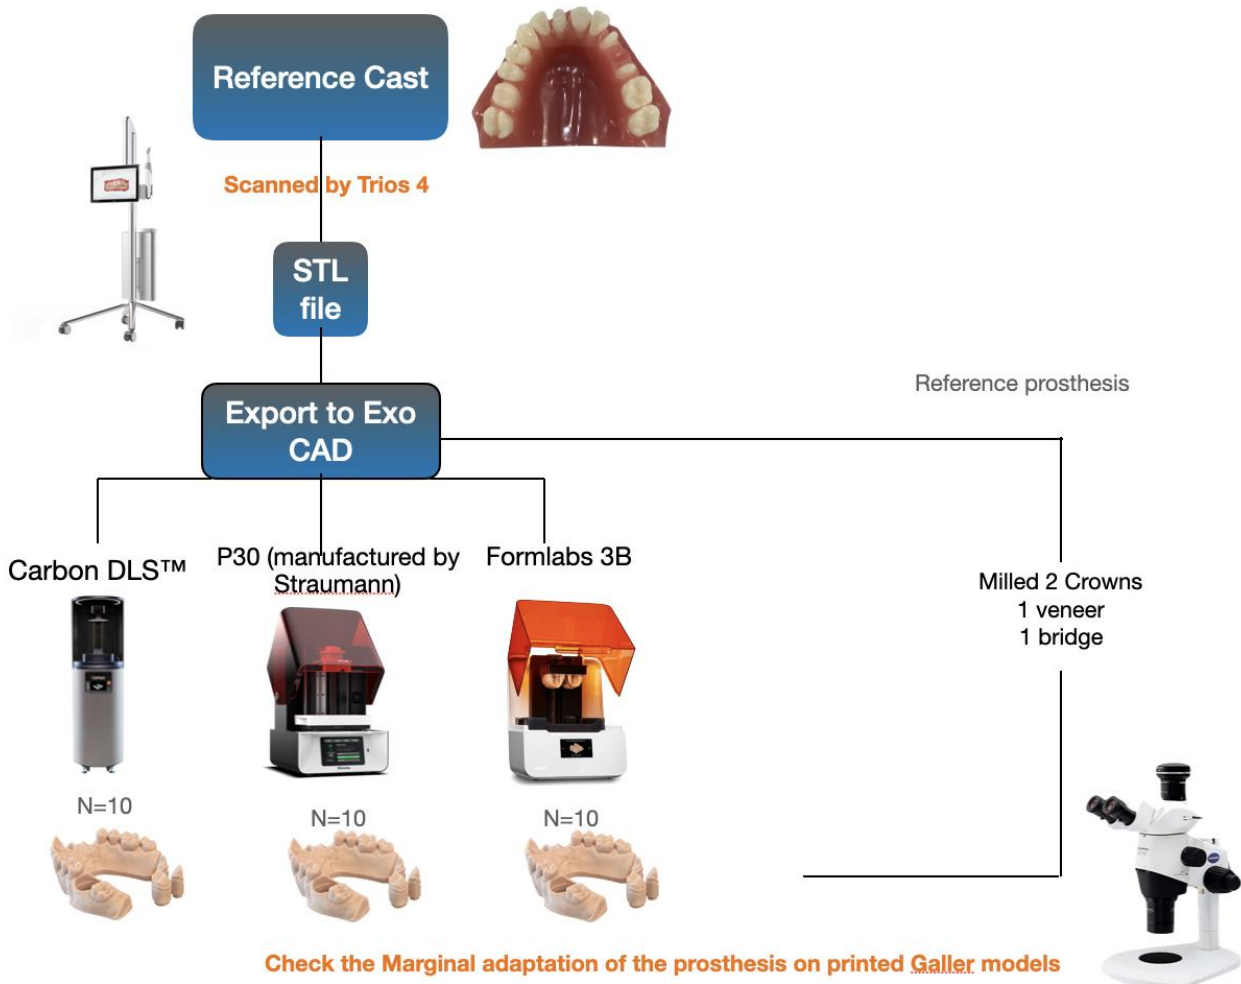 Reference Cast
Scanned by Trios 4
STL
file
Export to Exo
CAD
Reference prosthesis
Carbon DLS™
P30 (manufactured by
Straumann)
Formlabs 3B
Milled 2 Crowns
1 veneer
1 bridge
N=10
N=10
N=10
Check the Marginal adaptation of the prosthesis on printed Galler models